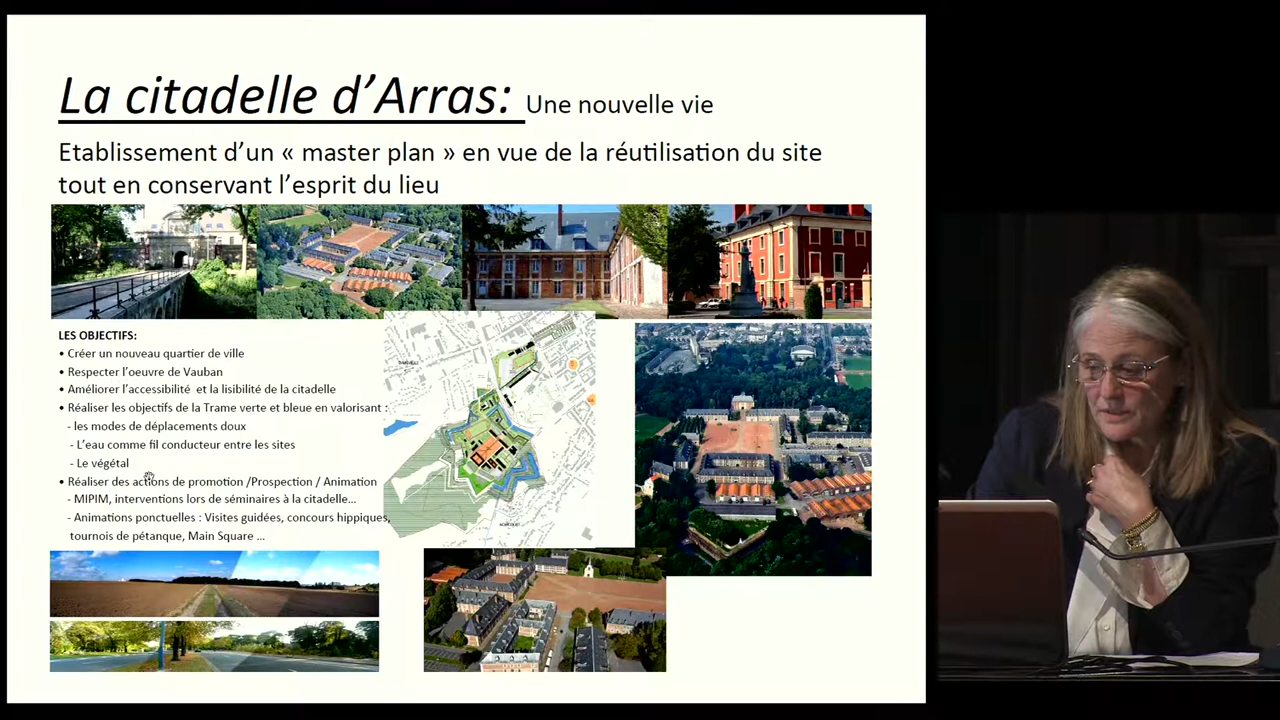 La citadelle d'Arras: Une nouvelle vie
Etablissement d'un « master plan » en vue de la réutilisation du site
tout en conservant l'esprit du lieu
LES OBJECTIFS:
• Créer un nouveau quartier de ville
• Respecter l'oeuvre de Vauban
• Améliorer l'accessibilité et la lisibilité de la citadelle
• Réaliser les objectifs de la Trame verte et bleue en valorisant :
- les modes de déplacements doux
- L'eau comme fil conducteur entre les sites
- Le végétal
• Réaliser des actions de promotion /Prospection / Animation
- MIPIM, interventions lors de séminaires à la citadelle...
- Animations ponctuelles : Visites guidées, concours hippiques,
tournois de pétanque, Main Square ...
DAINVILLE
ACHICOURT